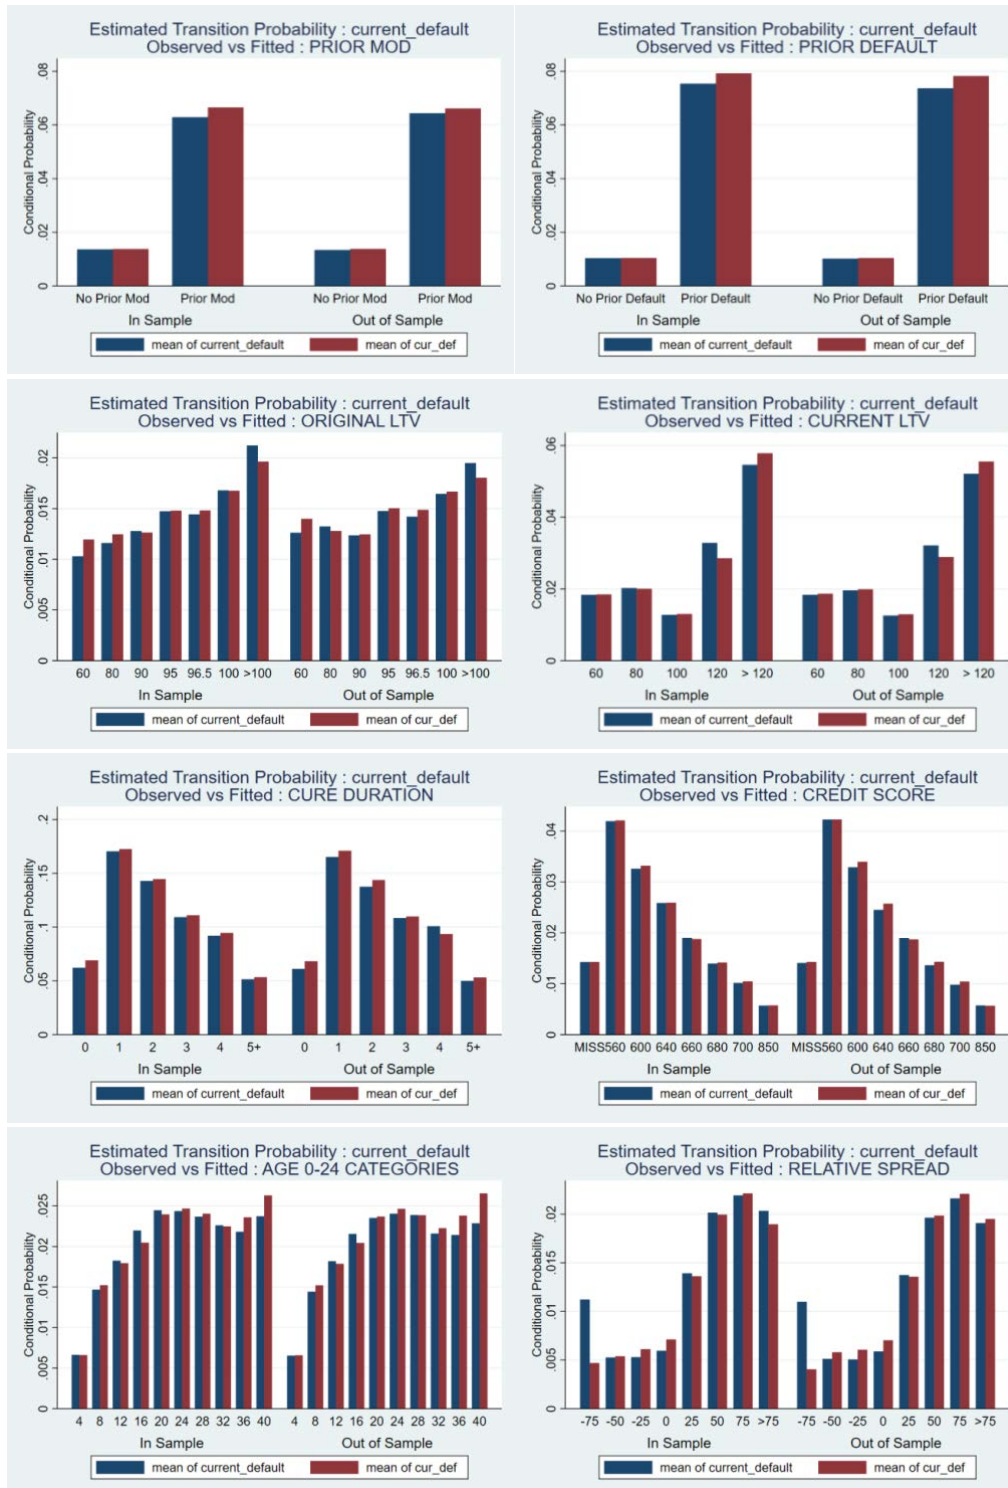 Estimated Transition Probability : current_default
Observed vs Fitted : PRIOR MOD
Conditional Probability
0 .02 .04 .06 .08
No Prior Mod Prior Mod No Prior Mod Prior Mod
In Sample Out of Sample
mean of current_default mean of cur_def
Estimated Transition Probability : current_default
Observed vs Fitted : PRIOR DEFAULT
Conditional Probability
0 .02 .04 .06 .08
No Prior Default Prior Default No Prior Default Prior Default
In Sample Out of Sample
mean of current_default mean of cur_def
Estimated Transition Probability : current_default
Observed vs Fitted : ORIGINAL LTV
Conditional Probability
0 .005 .01 .015 .02
60 80 90 95 96.5 100 >100 60 80 90 95 96.5 100 >100
In Sample Out of Sample
mean of current_default mean of cur_def
Estimated Transition Probability : current_default
Observed vs Fitted : CURRENT LTV
Conditional Probability
0 .02 .04 .06
60 80 100 120 > 120 60 80 100 120 > 120
In Sample Out of Sample
mean of current_default mean of cur_def
Estimated Transition Probability : current_default
Observed vs Fitted : CURE DURATION
Conditional Probability
0 .05 .1 .15 .2
0 1 2 3 4 5+ 0 1 2 3 4 5+
In Sample Out of Sample
mean of current_default mean of cur_def
Estimated Transition Probability : current_default
Observed vs Fitted : CREDIT SCORE
Conditional Probability
0 .01 .02 .03 .04
MISS560 600 640 660 680 700 850 MISS560 600 640 660 680 700 850
In Sample Out of Sample
mean of current_default mean of cur_def
Estimated Transition Probability : current_default
Observed vs Fitted : AGE 0-24 CATEGORIES
Conditional Probability
0 .005 .01 .015 .02 .025
4 8 12 16 20 24 28 32 36 40 4 8 12 16 20 24 28 32 36 40
In Sample Out of Sample
mean of current_default mean of cur_def
Estimated Transition Probability : current_default
Observed vs Fitted : RELATIVE SPREAD
Conditional Probability
0 .005 .01 .015 .02
-75 -50 -25 0 25 50 75 >75 -75 -50 -25 0 25 50 75 >75
In Sample Out of Sample
mean of current_default mean of cur_def